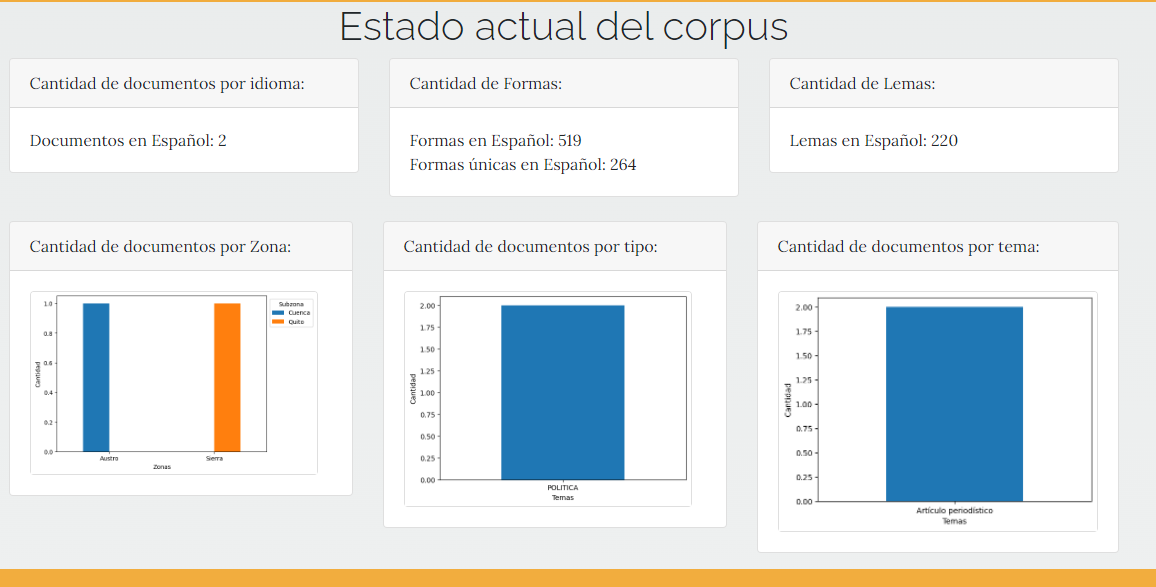 Estado actual del corpus
Cantidad de documentos por idioma:
Documentos en Español: 2
Cantidad de Formas:
Formas en Español: 519
Formas únicas en Español: 264
Cantidad de Lemas:
Lemas en Español: 220
Cantidad de documentos por Zona:
1.0
0.8
0.6
0.4
0.2
0.0
Cantidad
Austro
Sierra
Zonas
Subzona
Cuenca
Quito
Cantidad de documentos por tipo:
2.00
1.75
1.50
1.25
1.00
0.75
0.50
0.25
0.00
Cantidad
POLITICA
Temas
Cantidad de documentos por tema:
2.00
1.75
1.50
1.25
1.00
0.75
0.50
0.25
0.00
Cantidad
Artículo periodístico
Temas